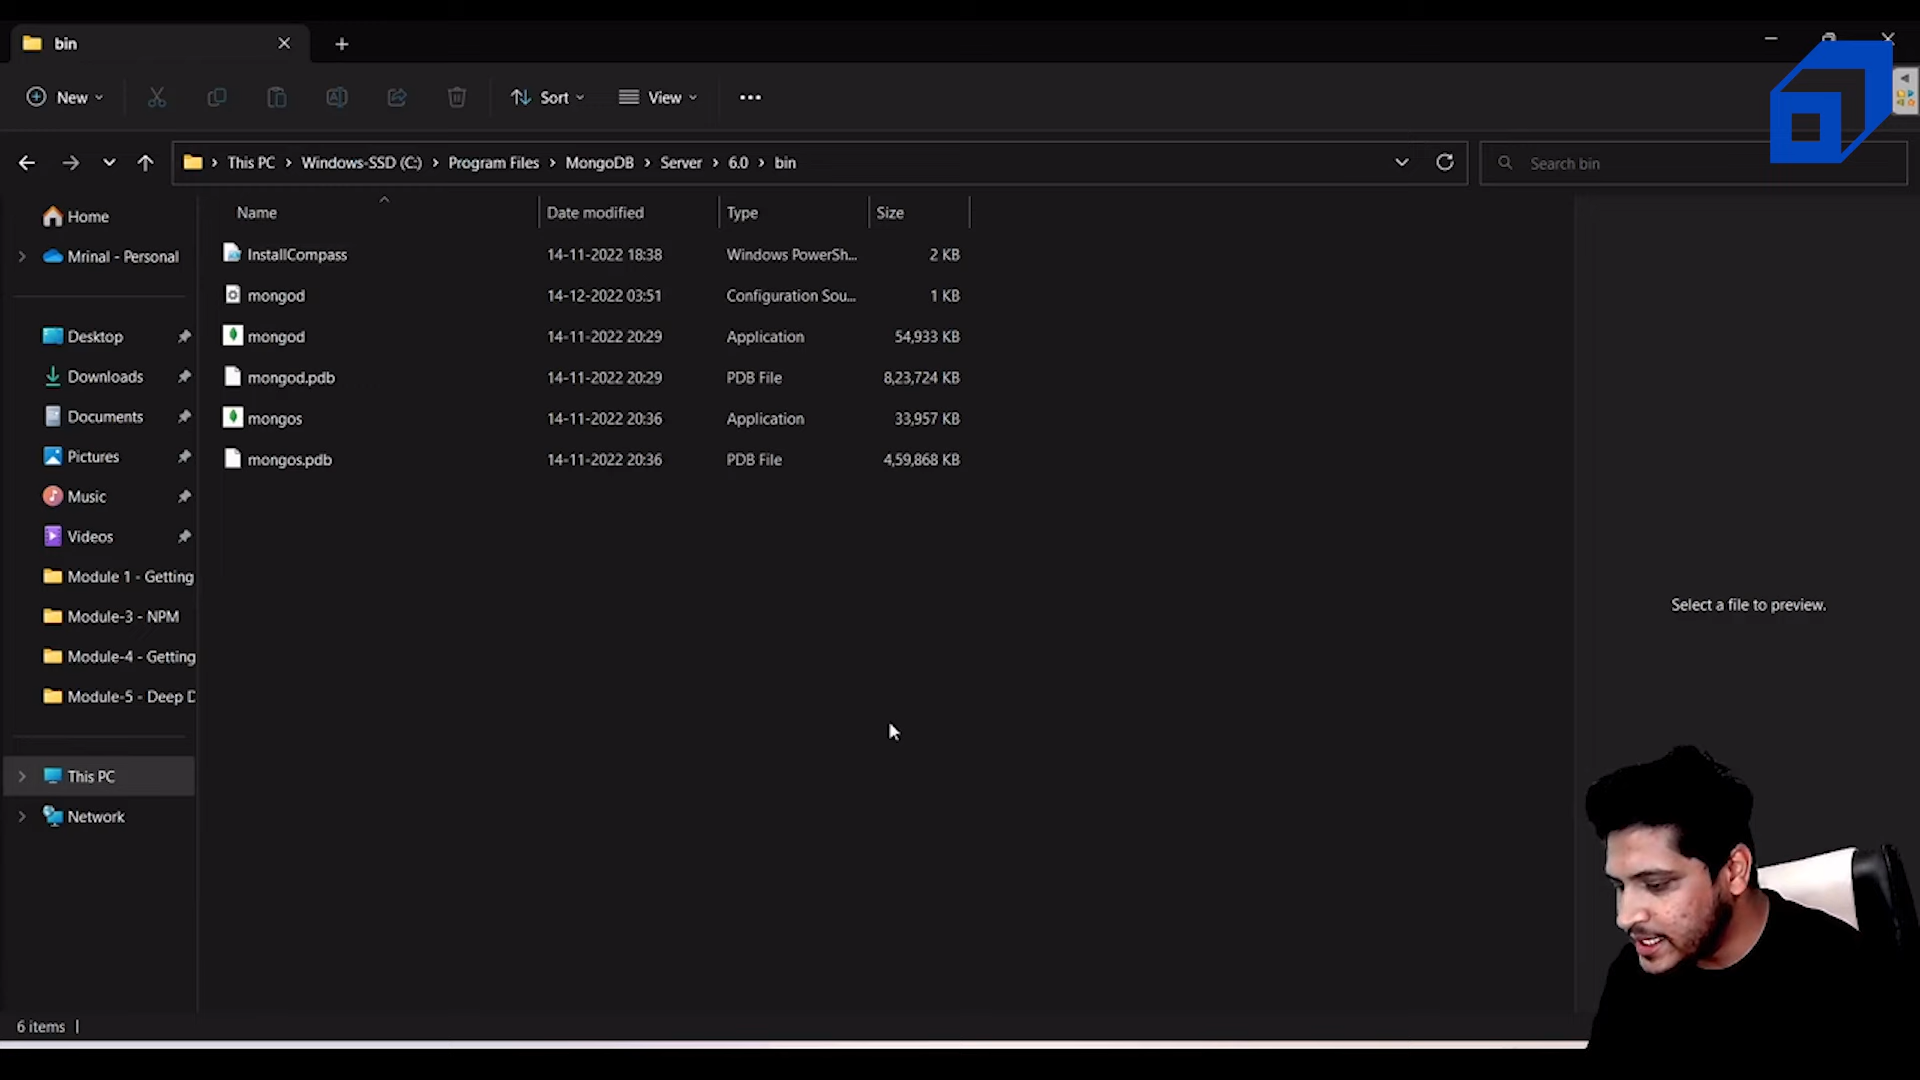 bin
New
Sort
View
This PC
Windows-SSD (C:)
Program Files
MongoDB
Server
6.0
bin
Search bin
Name
Date modified
Type
Size
InstallCompass
14-11-2022 18:38
Windows PowerSh...
2 KB
mongod
14-12-2022 03:51
Configuration Sou...
1 KB
mongod
14-11-2022 20:29
Application
54,933 KB
mongod.pdb
14-11-2022 20:29
PDB File
8,23,724 KB
mongos
14-11-2022 20:36
Application
33,957 KB
mongos.pdb
14-11-2022 20:36
PDB File
4,59,868 KB
Home
Mrinal - Personal
Desktop
Downloads
Documents
Pictures
Music
Videos
Module 1 - Getting
Module-3 - NPM
Module-4 - Getting
Module-5 - Deep D
This PC
Network
Select a file to preview.
6 items